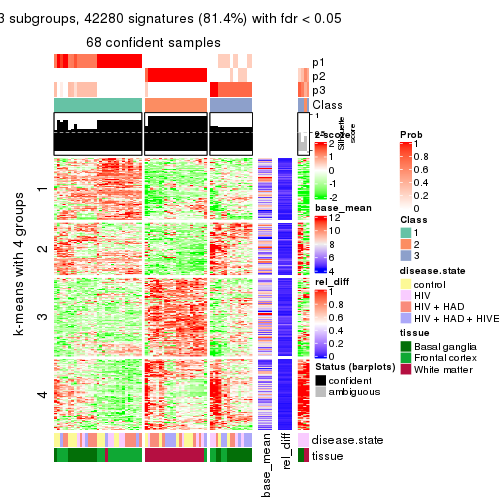 3 subgroups, 42280 signatures (81.4%) with fdr < 0.05
68 confident samples
p1
p2
p3
Class
1
Silhouette
score
z-score
2
1
0
-1
-2
base_mean
12
10
8
6
4
rel_diff
1
0.8
0.6
0.4
0.2
0
Status (barplots)
confident
ambiguous
Prob
1
0.8
0.6
0.4
0.2
0
Class
1
2
3
disease.state
control
HIV
HIV + HAD
HIV + HAD + HIVE
tissue
Basal ganglia
Frontal cortex
White matter
k-means with 4 groups
1
2
3
4
disease.state
tissue
base_mean
rel_diff